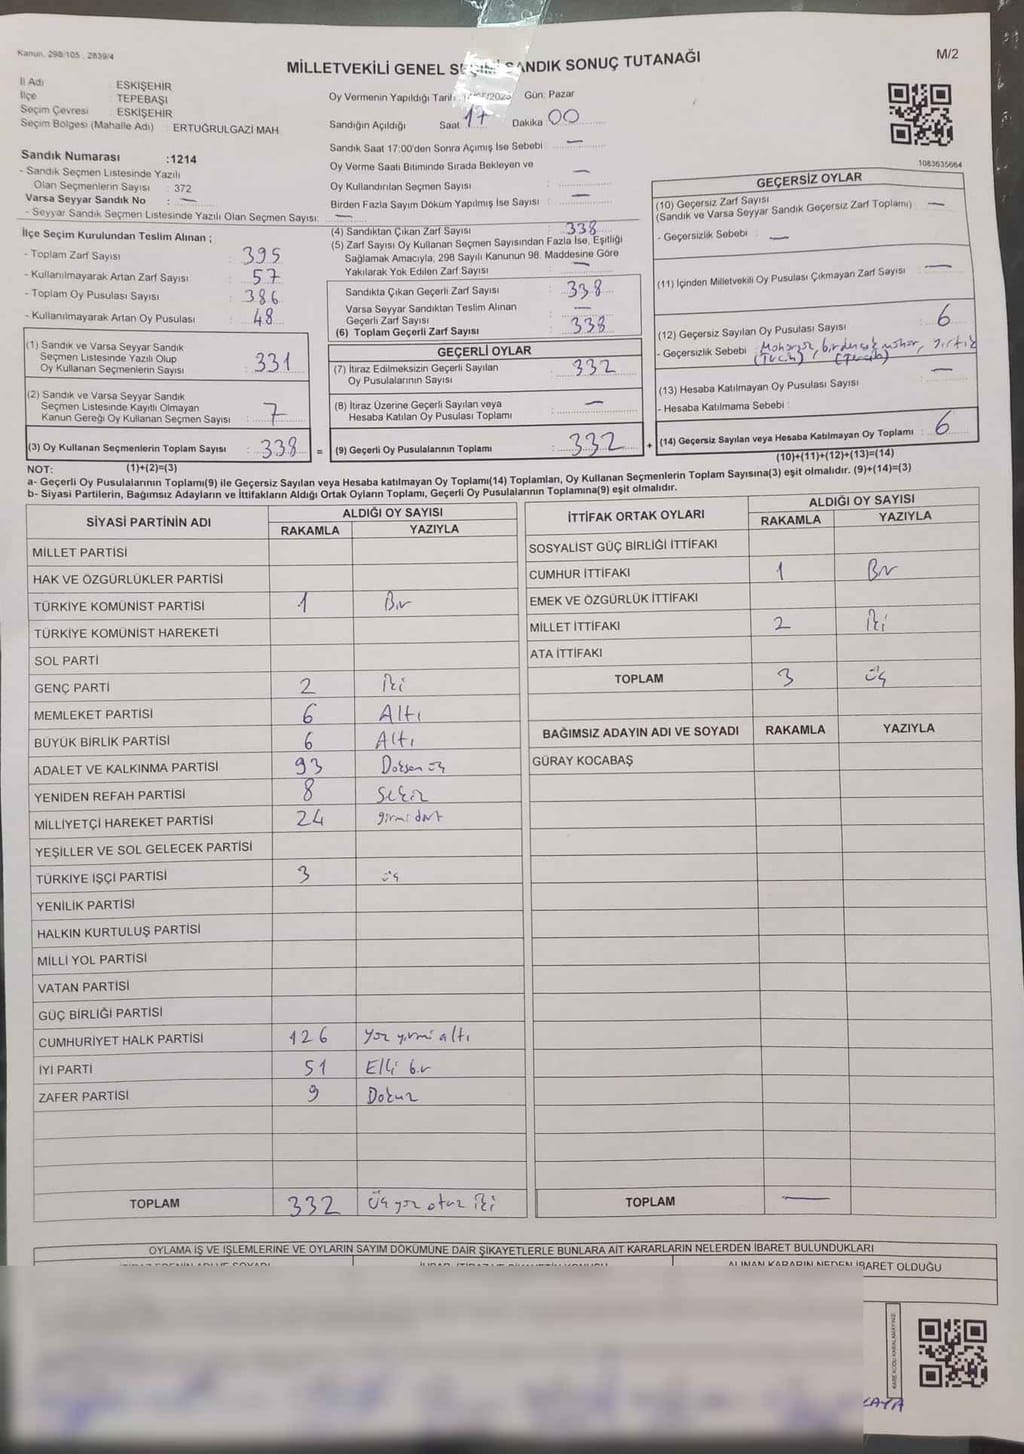 Kanun. 298/105 2839/4
M/2
MİLLETVEKİLİ GENEL SANDIK SONUÇ TUTANAĞI
İl Adı ESKİŞEHİR
İlçe TEPEBAŞI
Seçim Çevresi ESKİŞEHİR
Seçim Bölgesi (Mahalle Adı) ERTUĞRULGAZİ MAH.
Oy Vermenin Yapıldığı Gün: Pazar
Sandığın Açıldığı Saat 17 Dakika 00
Sandık Saat 17:00'den Sonra Açımış İse Sebebi —
Oy Verme Saati Bitiminde Sırada Bekleyen ve
Oy Kullandırılan Seçmen Sayısı —
Birden Fazla Sayım Döküm Yapılmış İse Sayısı —
Sandık Numarası :1214
- Sandık Seçmen Listesinde Yazılı
Olan Seçmenlerin Sayısı : 372
Varsa Seyyar Sandık No : —
- Seyyar Sandık Seçmen Listesinde Yazılı Olan Seçmen Sayısı: —
1083635664
İlçe Seçim Kurulundan Teslim Alınan ;
- Toplam Zarf Sayısı : 395
- Kullanılmayarak Artan Zarf Sayısı : 57
- Toplam Oy Pusulası Sayısı : 386
- Kullanılmayarak Artan Oy Pusulası : 48
(1) Sandık ve Varsa Seyyar Sandık
Seçmen Listesinde Yazılı Olup
Oy Kullanan Seçmenlerin Sayısı : 331
(2) Sandık ve Varsa Seyyar Sandık
Seçmen Listesinde Kayıtlı Olmayan
Kanun Gereği Oy Kullanan Seçmen Sayısı : 7
(3) Oy Kullanan Seçmenlerin Toplam Sayısı : 338 =
(4) Sandıktan Çıkan Zarf Sayısı : 338
(5) Zarf Sayısı Oy Kullanan Seçmen Sayısından Fazla İse, Eşitliği
Sağlamak Amacıyla, 298 Sayılı Kanunun 98. Maddesine Göre
Yakılarak Yok Edilen Zarf Sayısı : —
Sandıkta Çıkan Geçerli Zarf Sayısı : 338
Varsa Seyyar Sandıktan Teslim Alınan
Geçerli Zarf Sayısı : —
(6) Toplam Geçerli Zarf Sayısı : 338
GEÇERLİ OYLAR
(7) İtiraz Edilmeksizin Geçerli Sayılan
Oy Pusulalarının Sayısı : 332
(8) İtiraz Üzerine Geçerli Sayılan veya
Hesaba Katılan Oy Pusulası Toplamı : —
(9) Geçerli Oy Pusulalarının Toplamı : 332 +
GEÇERSİZ OYLAR
(10) Geçersiz Zarf Sayısı : —
(Sandık ve Varsa Seyyar Sandık Geçersiz Zarf Toplamı)
- Geçersizlik Sebebi : —
(11) İçinden Milletvekili Oy Pusulası Çıkmayan Zarf Sayısı : —
(12) Geçersiz Sayılan Oy Pusulası Sayısı : 6
- Geçersizlik Sebebi : Mühürsüz, birden çok mühür, yırtık
(13) Hesaba Katılmayan Oy Pusulası Sayısı : —
- Hesaba Katılmama Sebebi :
(14) Geçersiz Sayılan veya Hesaba Katılmayan Oy Toplamı : 6
NOT: (1)+(2)=(3)
(10)+(11)+(12)+(13)=(14)
a- Geçerli Oy Pusulalarının Toplamı(9) ile Geçersiz Sayılan veya Hesaba katılmayan Oy Toplamı(14) Toplamları, Oy Kullanan Seçmenlerin Toplam Sayısına(3) eşit olmalıdır. (9)+(14)=(3)
b- Siyasi Partilerin, Bağımsız Adayların ve İttifakların Aldığı Ortak Oyların Toplamı, Geçerli Oy Pusulalarının Toplamına(9) eşit olmalıdır.
SİYASİ PARTİNİN ADI ALDIĞI OY SAYISI
RAKAMLA YAZIYLA
MİLLET PARTİSİ
HAK VE ÖZGÜRLÜKLER PARTİSİ
TÜRKİYE KOMÜNİST PARTİSİ 1 Bir
TÜRKİYE KOMÜNİST HAREKETİ
SOL PARTİ
GENÇ PARTİ 2 İki
MEMLEKET PARTİSİ 6 Altı
BÜYÜK BİRLİK PARTİSİ 6 Altı
ADALET VE KALKINMA PARTİSİ 93 Doksan üç
YENİDEN REFAH PARTİSİ 8 Sekiz
MİLLİYETÇİ HAREKET PARTİSİ 24 yirmi dört
YEŞİLLER VE SOL GELECEK PARTİSİ
TÜRKİYE İŞÇİ PARTİSİ 3 üç
YENİLİK PARTİSİ
HALKIN KURTULUŞ PARTİSİ
MİLLİ YOL PARTİSİ
VATAN PARTİSİ
GÜÇ BİRLİĞİ PARTİSİ
CUMHURİYET HALK PARTİSİ 126 Yüz yirmi altı
İYİ PARTİ 51 Elli bir
ZAFER PARTİSİ 9 Dokuz
TOPLAM 332 Üç yüz otuz iki
İTTİFAK ORTAK OYLARI ALDIĞI OY SAYISI
RAKAMLA YAZIYLA
SOSYALİST GÜÇ BİRLİĞİ İTTİFAKI
CUMHUR İTTİFAKI 1 Bir
EMEK VE ÖZGÜRLÜK İTTİFAKI
MİLLET İTTİFAKI 2 İki
ATA İTTİFAKI
TOPLAM 3 üç
BAĞIMSIZ ADAYIN ADI VE SOYADI RAKAMLA YAZIYLA
GÜRAY KOCABAŞ
TOPLAM —
OYLAMA İŞ VE İŞLEMLERİNE VE OYLARIN SAYIM DÖKÜMÜNE DAİR ŞİKAYETLERLE BUNLARA AİT KARARLARIN NELERDEN İBARET BULUNDUKLARI
ALINAN KARARIN NEDEN İBARET OLDUĞU
KARE KODU KARALAMAYINIZ
KAYA